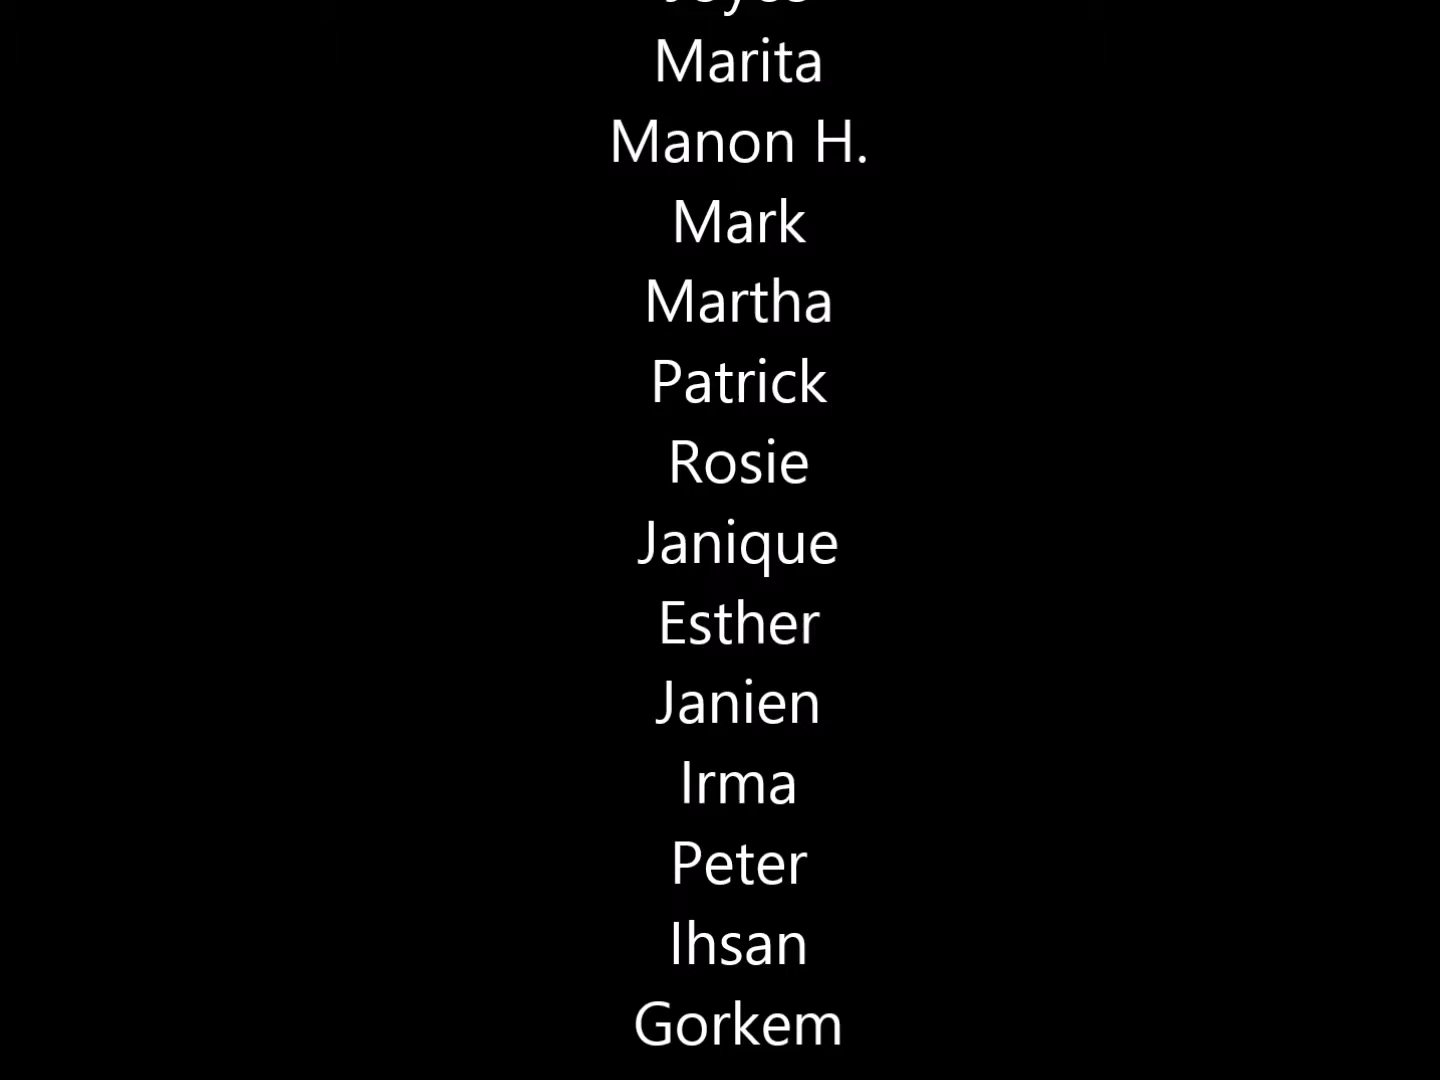 Marita
Manon H.
Mark
Martha
Patrick
Rosie
Janique
Esther
Janien
Irma
Peter
Ihsan
Gorkem